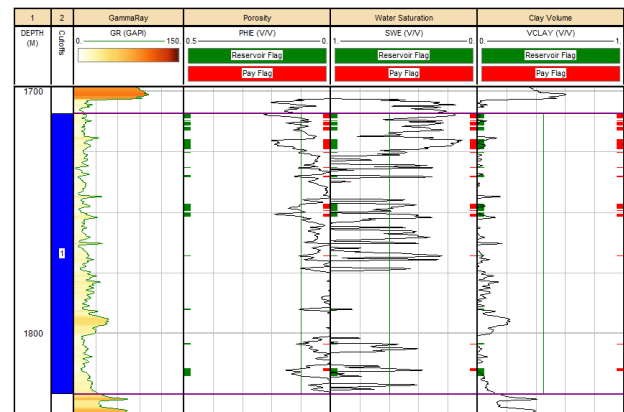 1 2 GammaRay Porosity Water Saturation Clay Volume
DEPTH (M) Cutoffs GR (GAPI) PHE (V/V) SWE (V/V) VCLAY (V/V)
0. 150. 0.5 0. 1. 0. 0. 1.
Reservoir Flag Reservoir Flag Reservoir Flag
Pay Flag Pay Flag Pay Flag
1700
1
1800